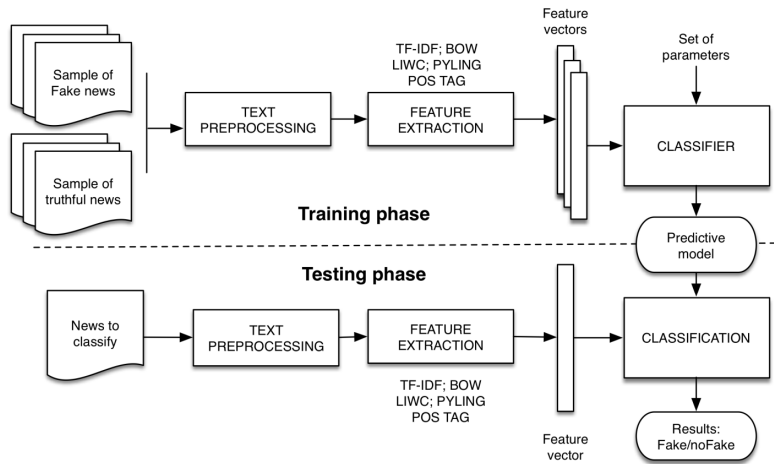 Feature
vectors
TF-IDF; BOW
LIWC; PYLING
POS TAG
Set of
parameters
Sample of
Fake news
TEXT
PREPROCESSING
FEATURE
EXTRACTION
CLASSIFIER
Sample of
truthful news
Training phase
Predictive
model
Testing phase
News to
classify
TEXT
PREPROCESSING
FEATURE
EXTRACTION
CLASSIFICATION
TF-IDF; BOW
LIWC; PYLING
POS TAG
Feature
vector
Results:
Fake/noFake